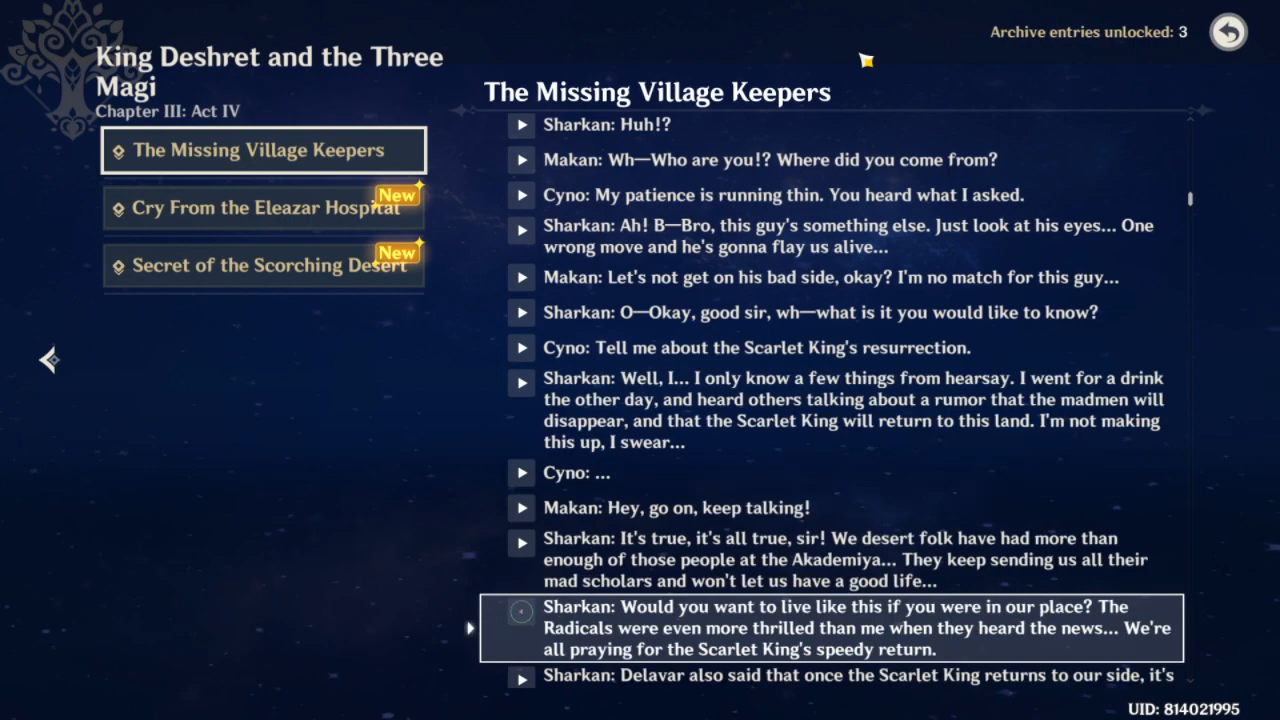 Archive entries unlocked: 3
King Deshret and the Three
Magi
Chapter III: Act IV
The Missing Village Keepers
New
Cry From the Eleazar Hospital
New
Secret of the Scorching Desert
The Missing Village Keepers
Sharkan: Huh!?
Makan: Wh—Who are you!? Where did you come from?
Cyno: My patience is running thin. You heard what I asked.
Sharkan: Ah! B—Bro, this guy's something else. Just look at his eyes... One
wrong move and he's gonna flay us alive...
Makan: Let's not get on his bad side, okay? I'm no match for this guy...
Sharkan: O—Okay, good sir, wh—what is it you would like to know?
Cyno: Tell me about the Scarlet King's resurrection.
Sharkan: Well, I... I only know a few things from hearsay. I went for a drink
the other day, and heard others talking about a rumor that the madmen will
disappear, and that the Scarlet King will return to this land. I'm not making
this up, I swear...
Cyno: ...
Makan: Hey, go on, keep talking!
Sharkan: It's true, it's all true, sir! We desert folk have had more than
enough of those people at the Akademiya... They keep sending us all their
mad scholars and won't let us have a good life...
Sharkan: Would you want to live like this if you were in our place? The
Radicals were even more thrilled than me when they heard the news... We're
all praying for the Scarlet King's speedy return.
Sharkan: Delavar also said that once the Scarlet King returns to our side, it's
UID: 814021995